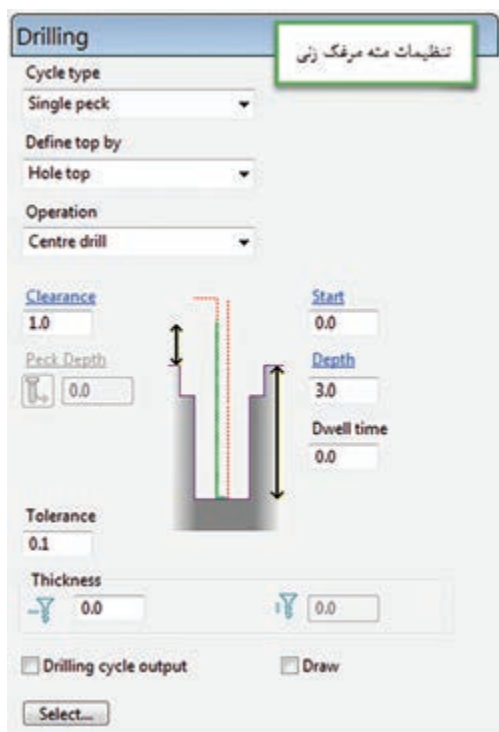 Drilling
تنظیمات مته مرغک زنی
Cycle type
Single peck
Define top by
Hole top
Operation
Centre drill
Clearance
1.0
Start
0.0
Peck Depth
0.0
Depth
3.0
Dwell time
0.0
Tolerance
0.1
Thickness
0.0
0.0
Drilling cycle output
Draw
Select...